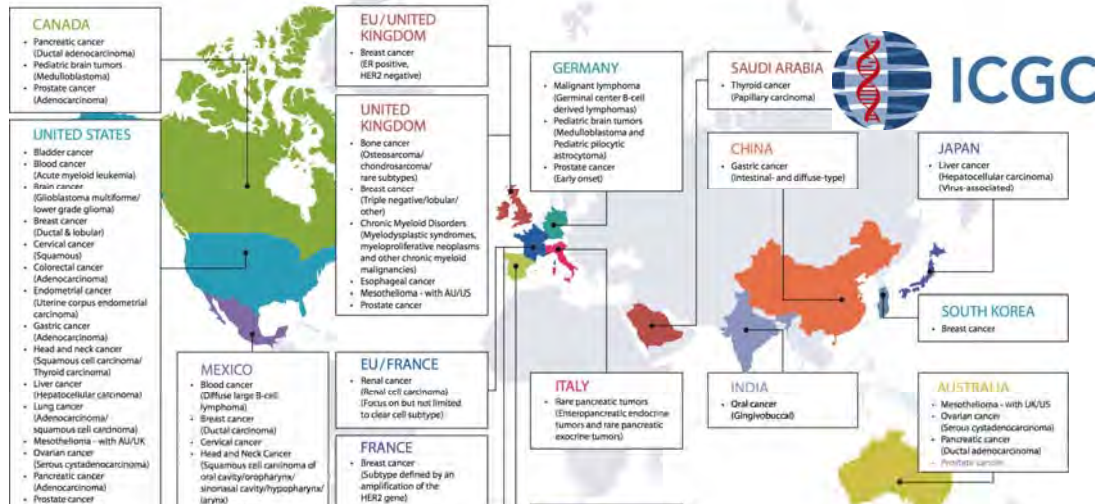 CANADA
• Pancreatic cancer
(Ductal adenocarcinoma)
• Pediatric brain tumors
(Medulloblastoma)
• Prostate cancer
(Adenocarcinoma)
UNITED STATES
• Bladder cancer
• Blood cancer
(Acute myeloid leukemia)
• Brain cancer
(Glioblastoma multiforme/
lower grade glioma)
• Breast cancer
(Ductal & lobular)
• Cervical cancer
(Squamous)
• Colorectal cancer
(Adenocarcinoma)
• Endometrial cancer
(Uterine corpus endometrial
carcinoma)
• Gastric cancer
(Adenocarcinoma)
• Head and neck cancer
(Squamous cell carcinoma/
Thyroid carcinoma)
• Liver cancer
(Hepatocellular carcinoma)
• Lung cancer
(Adenocarcinoma/
squamous cell carcinoma)
• Mesothelioma - with AU/UK
• Ovarian cancer
(Serous cystadenocarcinoma)
• Pancreatic cancer
(Adenocarcinoma)
• Prostate cancer
MEXICO
• Blood cancer
(Diffuse large B-cell
lymphoma)
• Breast cancer
(Ductal carcinoma)
• Cervical cancer
• Head and Neck Cancer
(Squamous cell carcinoma of
oral cavity/oropharynx/
sinonasal cavity/hypopharynx/
larynx)
EU/UNITED
KINGDOM
• Breast cancer
(ER positive,
HER2 negative)
UNITED
KINGDOM
• Bone cancer
(Osteosarcoma/
chondrosarcoma/
rare subtypes)
• Breast cancer
(Triple negative/lobular/
other)
• Chronic Myeloid Disorders
(Myelodysplastic syndromes,
myeloproliferative neoplasms
and other chronic myeloid
malignancies)
• Esophageal cancer
• Mesothelioma - with AU/US
• Prostate cancer
EU/FRANCE
• Renal cancer
(Renal cell carcinoma)
(Focus on but not limited
to clear cell subtype)
FRANCE
• Breast cancer
(Subtype defined by an
amplification of the
HER2 gene)
GERMANY
• Malignant lymphoma
(Germinal center B-cell
derived lymphomas)
• Pediatric brain tumors
(Medulloblastoma and
Pediatric pilocytic
astrocytoma)
• Prostate cancer
(Early onset)
ITALY
• Rare pancreatic tumors
(Enteropancreatic endocrine
tumors and rare pancreatic
exocrine tumors)
SAUDI ARABIA
• Thyroid cancer
(Papillary carcinoma)
ICGC
CHINA
• Gastric cancer
(Intestinal- and diffuse-type)
JAPAN
• Liver cancer
(Hepatocellular carcinoma)
(Virus-associated)
SOUTH KOREA
• Breast cancer
INDIA
• Oral cancer
(Gingivobuccal)
AUSTRALIA
• Mesothelioma - with UK/US
• Ovarian cancer
(Serous cystadenocarcinoma)
• Pancreatic cancer
(Ductal adenocarcinoma)
• Prostate cancer